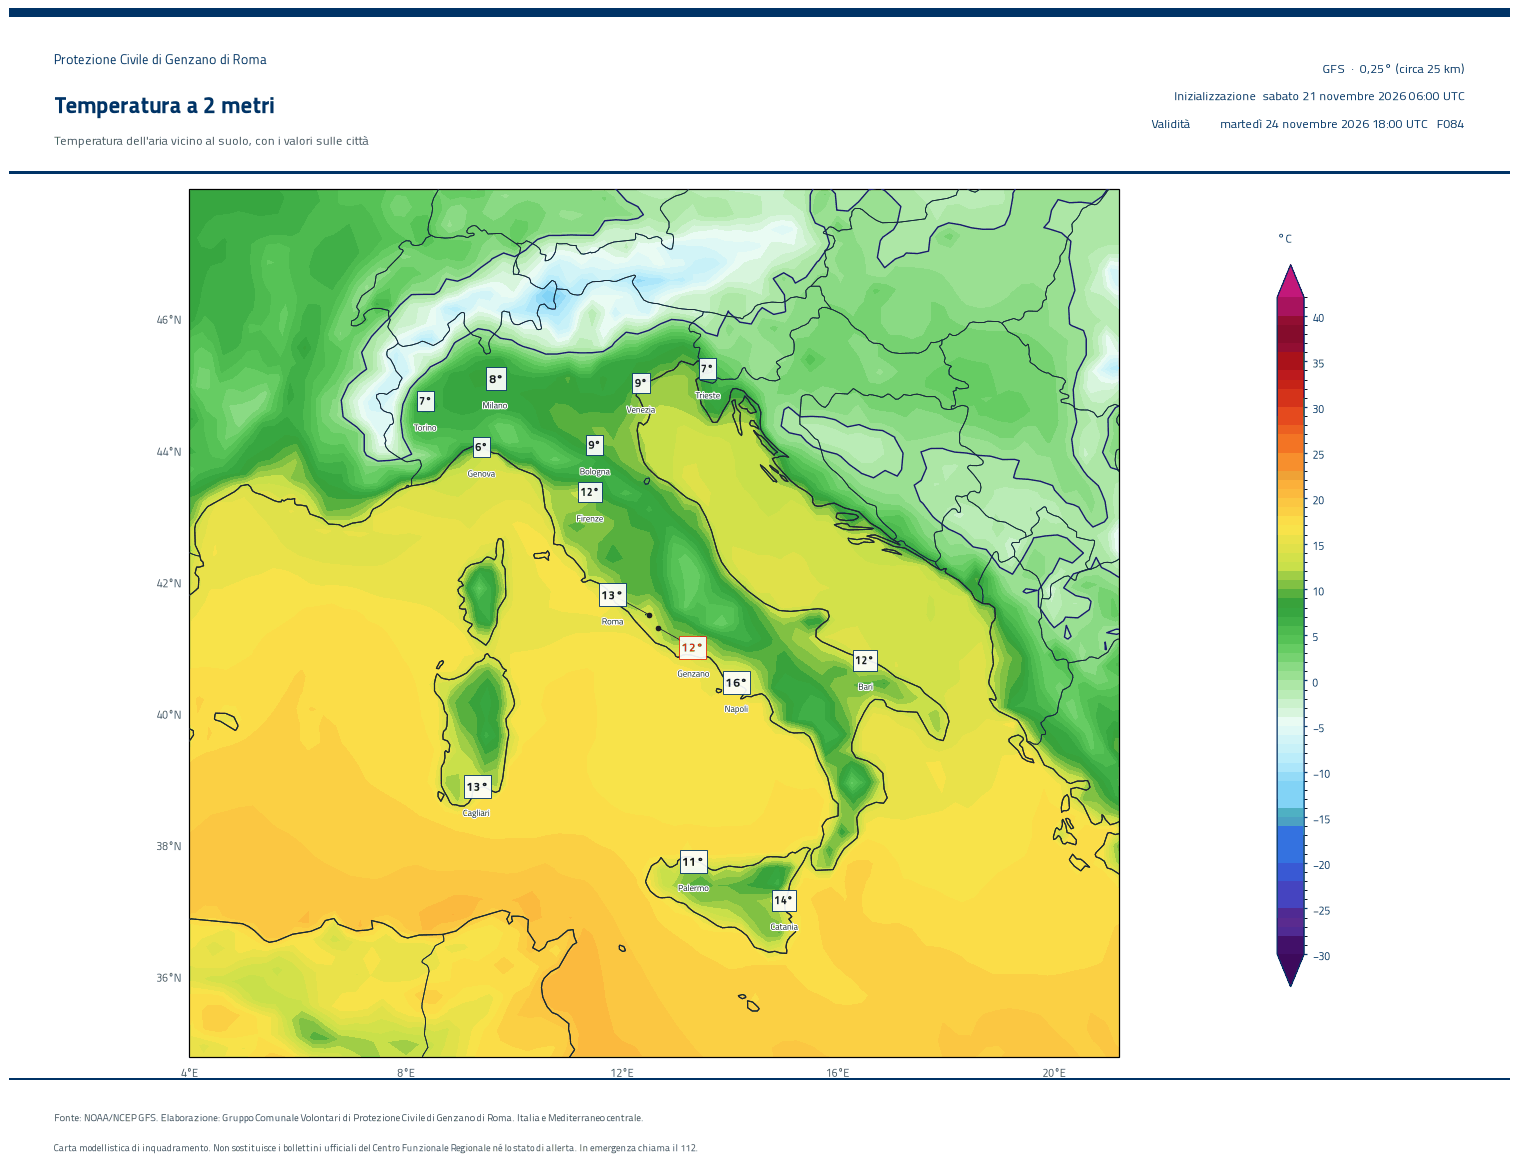 Protezione Civile di Genzano di Roma
Temperatura a 2 metri
Temperatura dell'aria vicino al suolo, con i valori sulle città
GFS · 0,25° (circa 25 km)
Inizializzazione sabato 21 novembre 2026 06:00 UTC
Validità martedì 24 novembre 2026 18:00 UTC F084
°C
40
35
30
25
20
15
10
5
0
−5
−10
−15
−20
−25
−30
46°N
44°N
42°N
40°N
38°N
36°N
4°E
8°E
12°E
16°E
20°E
7°
Trieste
8°
Milano
9°
Venezia
7°
Torino
6°
Genova
9°
Bologna
12°
Firenze
13°
Roma
12°
Genzano
12°
Bari
16°
Napoli
13°
Cagliari
11°
Palermo
14°
Catania
Fonte: NOAA/NCEP GFS. Elaborazione: Gruppo Comunale Volontari di Protezione Civile di Genzano di Roma. Italia e Mediterraneo centrale.
Carta modellistica di inquadramento. Non sostituisce i bollettini ufficiali del Centro Funzionale Regionale né lo stato di allerta. In emergenza chiama il 112.